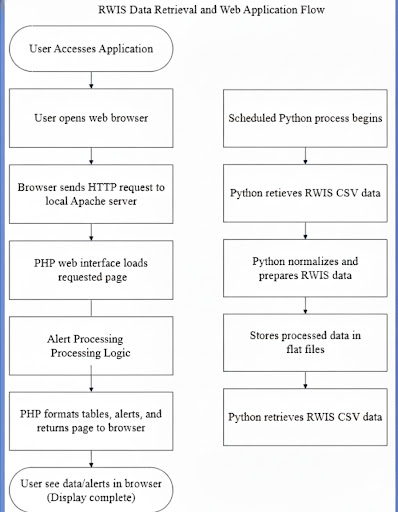 RWIS Data Retrieval and Web Application Flow
User Accesses Application
User opens web browser
Browser sends HTTP request to
local Apache server
PHP web interface loads
requested page
Alert Processing
Processing Logic
PHP formats tables, alerts, and
returns page to browser
User see data/alerts in browser
(Display complete)
Scheduled Python process begins
Python retieves RWIS CSV data
Python normalizes and
prepares RWIS data
Stores processed data in
flat files
Python retrieves RWIS CSV data